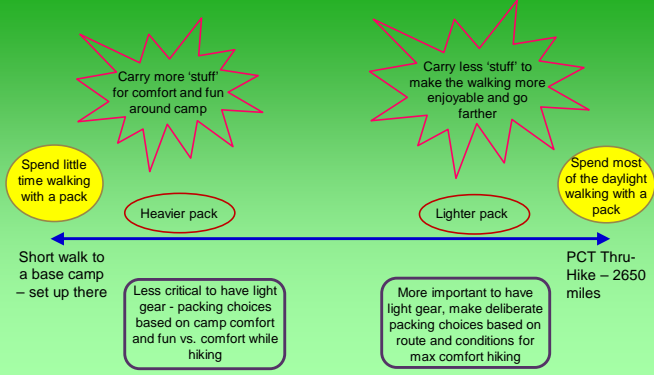 Carry more ‘stuff’
for comfort and fun
around camp
Carry less ‘stuff’ to
make the walking more
enjoyable and go
farther
Spend little
time walking
with a pack
Heavier pack
Lighter pack
Spend most
of the daylight
walking with a
pack
Short walk to
a base camp
– set up there
PCT Thru-
Hike – 2650
miles
Less critical to have light
gear - packing choices
based on camp comfort
and fun vs. comfort while
hiking
More important to have
light gear, make deliberate
packing choices based on
route and conditions for
max comfort hiking